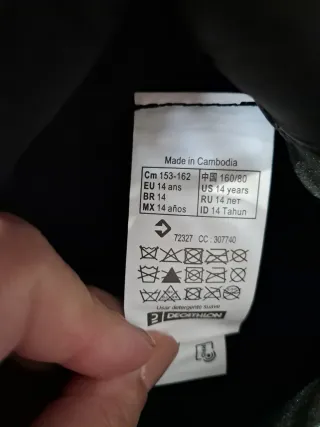 Made in Cambodia
Cm 153-162
EU 14 ans
BR 14
MX 14 años
中国 160/80
US 14 years
RU 14 лет
ID 14 Tahun
72327 CC : 307740
Usar detergente suave
DECATHLON